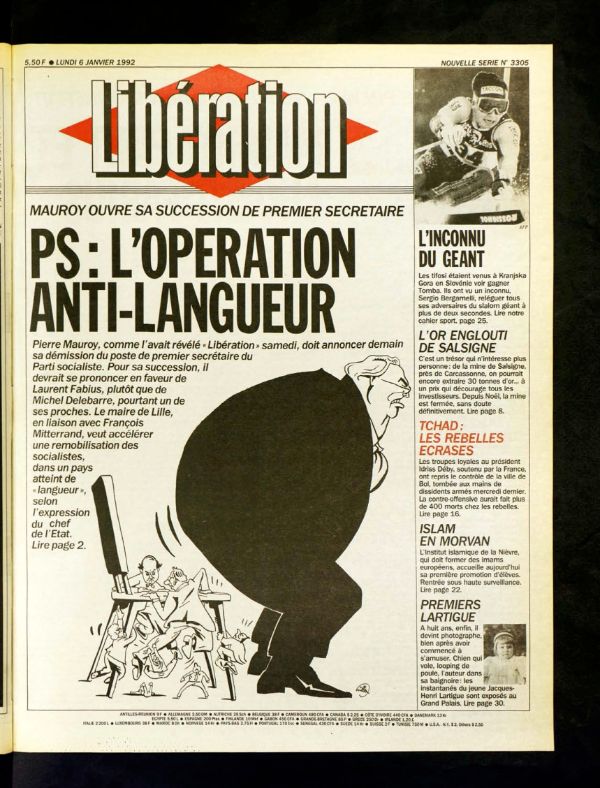 5,50 F ● LUNDI 6 JANVIER 1992
NOUVELLE SERIE N° 3305
Libération
MAUROY OUVRE SA SUCCESSION DE PREMIER SECRETAIRE
PS : L'OPERATION
ANTI-LANGUEUR
Pierre Mauroy, comme l'avait révélé « Libération » samedi, doit annoncer demain
sa démission du poste de premier secrétaire du
Parti socialiste. Pour sa succession, il
devrait se prononcer en faveur de
Laurent Fabius, plutôt que de
Michel Delebarre, pourtant un de
ses proches. Le maire de Lille,
en liaison avec François
Mitterrand, veut accélérer
une remobilisation des
socialistes,
dans un pays
atteint de
« langueur »,
selon
l'expression
du chef
de l'Etat.
Lire page 2.
AFP
L'INCONNU
DU GEANT
Les tifosi étaient venus à Kranjska
Gora en Slovénie voir gagner
Tomba. Ils ont vu un inconnu,
Sergio Bergamelli, reléguer tous
ses adversaires du slalom géant à
plus de deux secondes. Lire notre
cahier sport, page 25.
L'OR ENGLOUTI
DE SALSIGNE
C'est un trésor qui n'intéresse plus
personne : de la mine de Salsigne,
près de Carcassonne, on pourrait
encore extraire 30 tonnes d'or... à
un prix qui décourage tous les
investisseurs. Depuis Noël, la mine
est fermée, sans doute
définitivement. Lire page 8.
TCHAD :
LES REBELLES
ECRASES
Les troupes loyales au président
Idriss Déby, soutenu par la France,
ont repris le contrôle de la ville de
Bol, tombée aux mains de
dissidents armés mercredi dernier.
La contre-offensive aurait fait plus
de 400 morts chez les rebelles.
Lire page 16.
ISLAM
EN MORVAN
L'Institut islamique de la Nièvre,
qui doit former des imams
européens, accueille aujourd'hui
sa première promotion d'élèves.
Rentrée sous haute surveillance.
Lire page 22.
PREMIERS
LARTIGUE
A huit ans, enfin, il
devint photographe,
bien après avoir
commencé à
s'amuser. Chien qui
vole, looping de
poule, l'auteur dans
sa baignoire : les
instantanés du jeune Jacques-
Henri Lartigue sont exposés au
Grand Palais. Lire page 30.